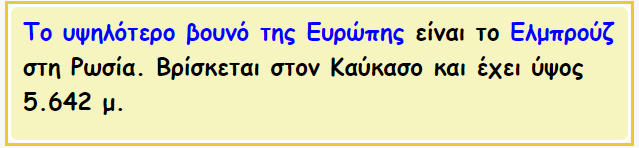 Το υψηλότερο βουνό της Ευρώπης είναι το Ελμπρούζ
στη Ρωσία. Βρίσκεται στον Καύκασο και έχει ύψος
5.642 μ.